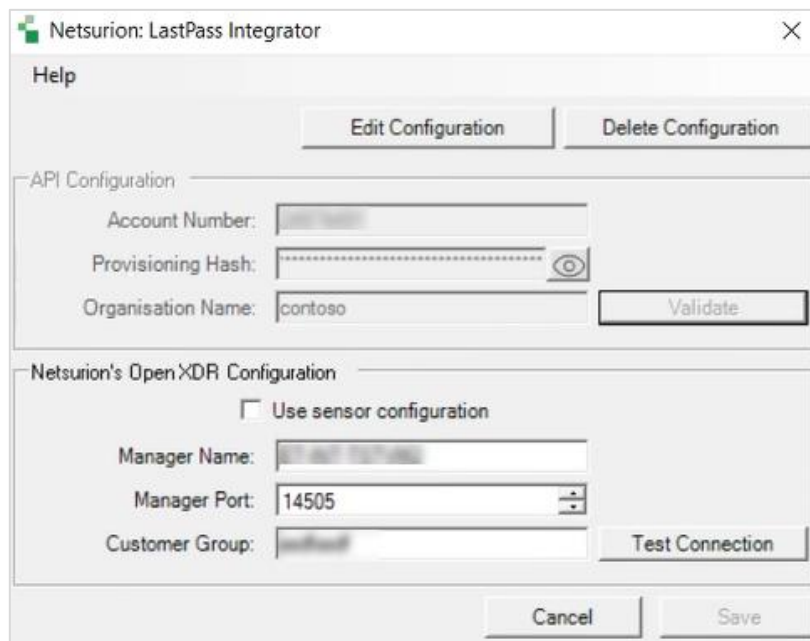 Netsurion: LastPass Integrator
Help
Edit Configuration Delete Configuration
API Configuration
Account Number:
Provisioning Hash: ****************************************
Organisation Name: contoso Validate
Netsurion's Open XDR Configuration
Use sensor configuration
Manager Name:
Manager Port: 14505
Customer Group: Test Connection
Cancel Save